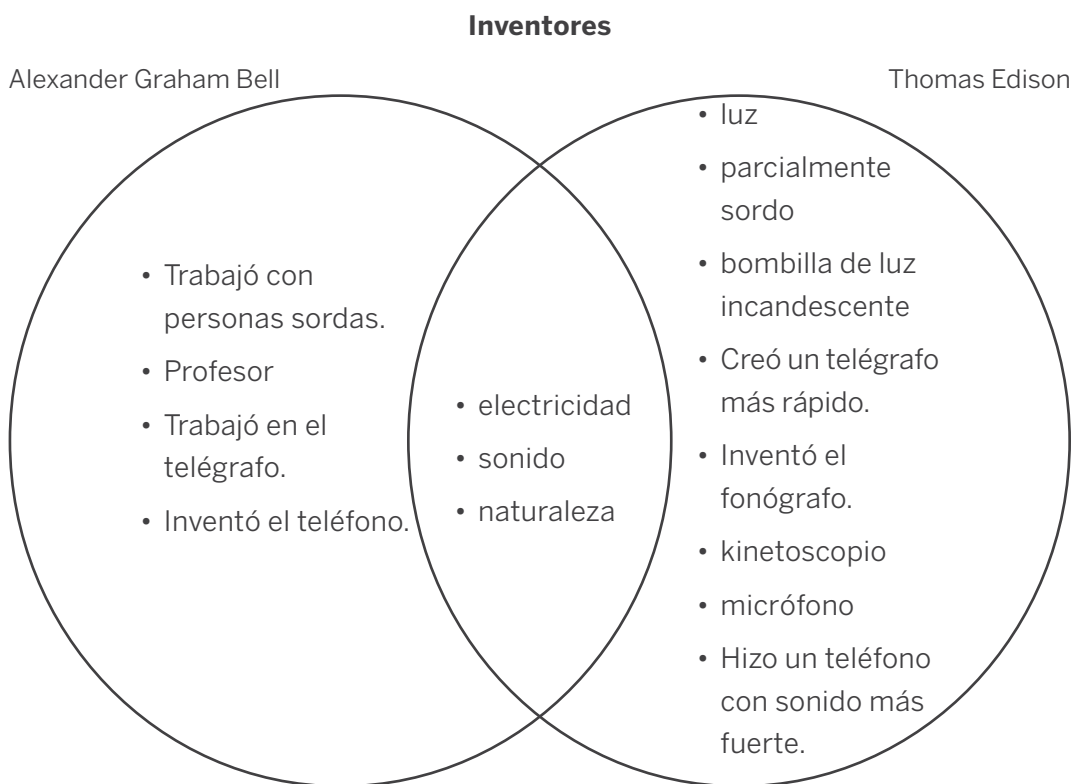 Inventores
Alexander Graham Bell
Thomas Edison
• Trabajó con
personas sordas.
• Profesor
• Trabajó en el
telégrafo.
• Inventó el teléfono.
• electricidad
• sonido
• naturaleza
• luz
• parcialmente
sordo
• bombilla de luz
incandescente
• Creó un telégrafo
más rápido.
• Inventó el
fonógrafo.
• kinetoscopio
• micrófono
• Hizo un teléfono
con sonido más
fuerte.